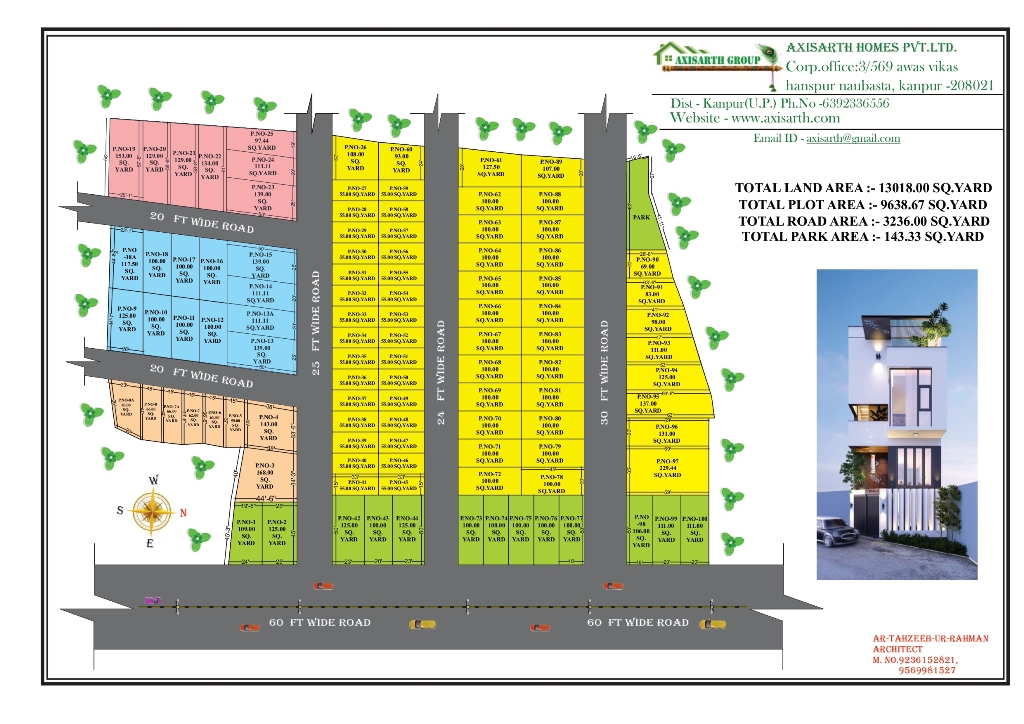 AXISARTH GROUP
AXISARTH HOMES PVT.LTD.
Corp.office:3/569 awas vikas
hanspur naubasta, kanpur -208021
Dist - Kanpur(U.P.) Ph.No -6392336556
Website - www.axisarth.com
Email ID - axisarth@gmail.com
TOTAL LAND AREA :- 13018.00 SQ.YARD
TOTAL PLOT AREA :- 9638.67 SQ.YARD
TOTAL ROAD AREA :- 3236.00 SQ.YARD
TOTAL PARK AREA :- 143.33 SQ.YARD
P.NO-19
153.00
SQ.
YARD
P.NO-20
129.00
SQ.
YARD
P.NO-21
129.00
SQ.
YARD
P.NO-22
134.00
SQ.
YARD
P.NO-25
97.44
SQ.YARD
P.NO-24
111.11
SQ.YARD
P.NO-23
139.00
SQ.
YARD
20 FT WIDE ROAD
P.NO
-18A
117.50
SQ.
YARD
P.NO-18
100.00
SQ.
YARD
P.NO-17
100.00
SQ.
YARD
P.NO-16
100.00
SQ.
YARD
P.NO-15
139.00
SQ.
YARD
P.NO-14
111.11
SQ.YARD
P.NO-9
125.00
SQ.
YARD
P.NO-10
100.00
SQ.
YARD
P.NO-11
100.00
SQ.
YARD
P.NO-12
100.00
SQ.
YARD
P.NO-13A
111.11
SQ.YARD
P.NO-13
139.00
SQ.
YARD
20 FT WIDE ROAD
P.NO-4
143.00
SQ.
YARD
P.NO-3
168.00
SQ.
YARD
44'-6"
P.NO-1
109.00
SQ.
YARD
P.NO-2
125.00
SQ.
YARD
25 FT WIDE ROAD
P.NO-26
108.00
SQ.
YARD
P.NO-60
93.00
SQ.
YARD
P.NO-27
55.00 SQ.YARD
P.NO-59
55.00 SQ.YARD
P.NO-28
55.00 SQ.YARD
P.NO-58
55.00 SQ.YARD
P.NO-29
55.00 SQ.YARD
P.NO-57
55.00 SQ.YARD
P.NO-30
55.00 SQ.YARD
P.NO-56
55.00 SQ.YARD
P.NO-31
55.00 SQ.YARD
P.NO-55
55.00 SQ.YARD
P.NO-32
55.00 SQ.YARD
P.NO-54
55.00 SQ.YARD
P.NO-33
55.00 SQ.YARD
P.NO-53
55.00 SQ.YARD
P.NO-34
55.00 SQ.YARD
P.NO-52
55.00 SQ.YARD
P.NO-35
55.00 SQ.YARD
P.NO-51
55.00 SQ.YARD
P.NO-36
55.00 SQ.YARD
P.NO-50
55.00 SQ.YARD
P.NO-37
55.00 SQ.YARD
P.NO-49
55.00 SQ.YARD
P.NO-38
55.00 SQ.YARD
P.NO-48
55.00 SQ.YARD
P.NO-39
55.00 SQ.YARD
P.NO-47
55.00 SQ.YARD
P.NO-40
55.00 SQ.YARD
P.NO-46
55.00 SQ.YARD
P.NO-41
55.00 SQ.YARD
P.NO-45
55.00 SQ.YARD
P.NO-42
125.00
SQ.
YARD
P.NO-43
100.00
SQ.
YARD
P.NO-44
125.00
SQ.
YARD
24 FT WIDE ROAD
P.NO-61
127.50
SQ.YARD
P.NO-89
107.00
SQ.YARD
P.NO-62
100.00
SQ.YARD
P.NO-88
100.00
SQ.YARD
P.NO-63
100.00
SQ.YARD
P.NO-87
100.00
SQ.YARD
P.NO-64
100.00
SQ.YARD
P.NO-86
100.00
SQ.YARD
P.NO-65
100.00
SQ.YARD
P.NO-85
100.00
SQ.YARD
P.NO-66
100.00
SQ.YARD
P.NO-84
100.00
SQ.YARD
P.NO-67
100.00
SQ.YARD
P.NO-83
100.00
SQ.YARD
P.NO-68
100.00
SQ.YARD
P.NO-82
100.00
SQ.YARD
P.NO-69
100.00
SQ.YARD
P.NO-81
100.00
SQ.YARD
P.NO-70
100.00
SQ.YARD
P.NO-80
100.00
SQ.YARD
P.NO-71
100.00
SQ.YARD
P.NO-79
100.00
SQ.YARD
P.NO-72
100.00
SQ.YARD
P.NO-78
100.00
SQ.YARD
P.NO-73
100.00
SQ.
YARD
P.NO-74
100.00
SQ.
YARD
P.NO-75
100.00
SQ.
YARD
P.NO-76
100.00
SQ.
YARD
P.NO-77
100.00
SQ.
YARD
30 FT WIDE ROAD
PARK
P.NO-90
69.00
SQ.YARD
P.NO-91
83.00
SQ.YARD
P.NO-92
98.00
SQ.YARD
P.NO-93
111.00
SQ.YARD
P.NO-94
125.00
SQ.YARD
P.NO-95
137.00
SQ.YARD
P.NO-96
131.00
SQ.YARD
P.NO-97
229.44
SQ.YARD
P.NO
-98
106.00
SQ.
YARD
P.NO-99
111.00
SQ.
YARD
P.NO-100
111.00
SQ.
YARD
W
S
N
E
60 FT WIDE ROAD
60 FT WIDE ROAD
AR-TAHZEEB-UR-RAHMAN
ARCHITECT
M. NO.9236152821,
9569981527